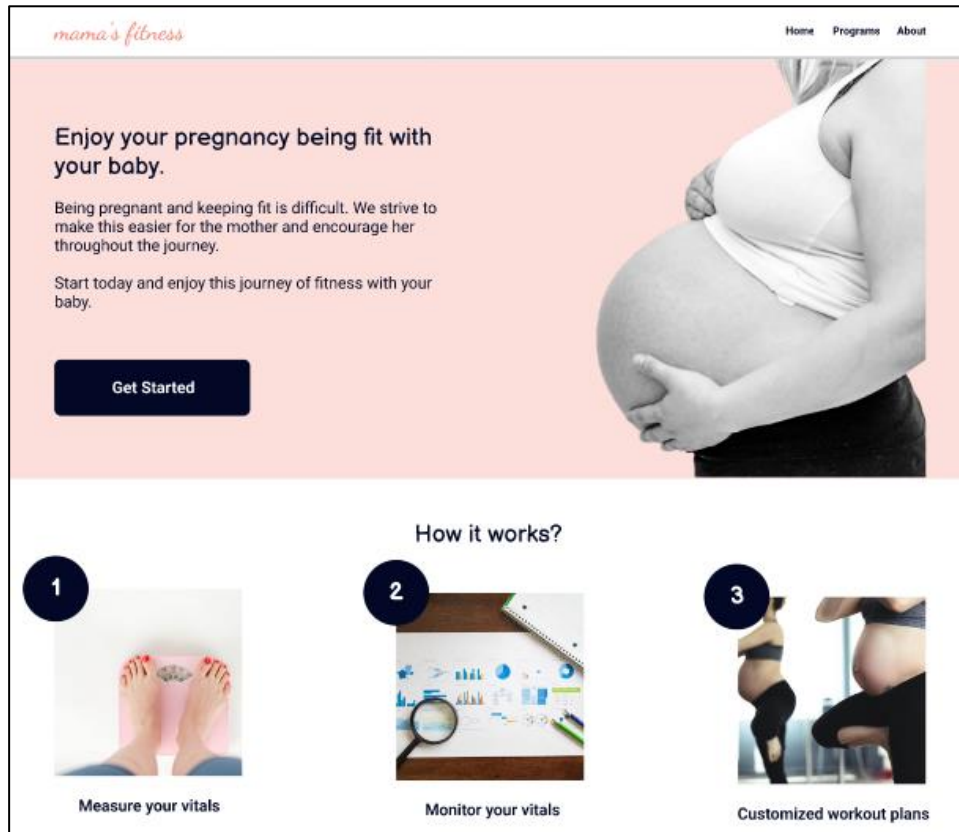 mama's fitness
Home Programs About
Enjoy your pregnancy being fit with
your baby.
Being pregnant and keeping fit is difficult. We strive to
make this easier for the mother and encourage her
throughout the journey.
Start today and enjoy this journey of fitness with your
baby.
Get Started
How it works?
1
2
3
Measure your vitals
Monitor your vitals
Customized workout plans